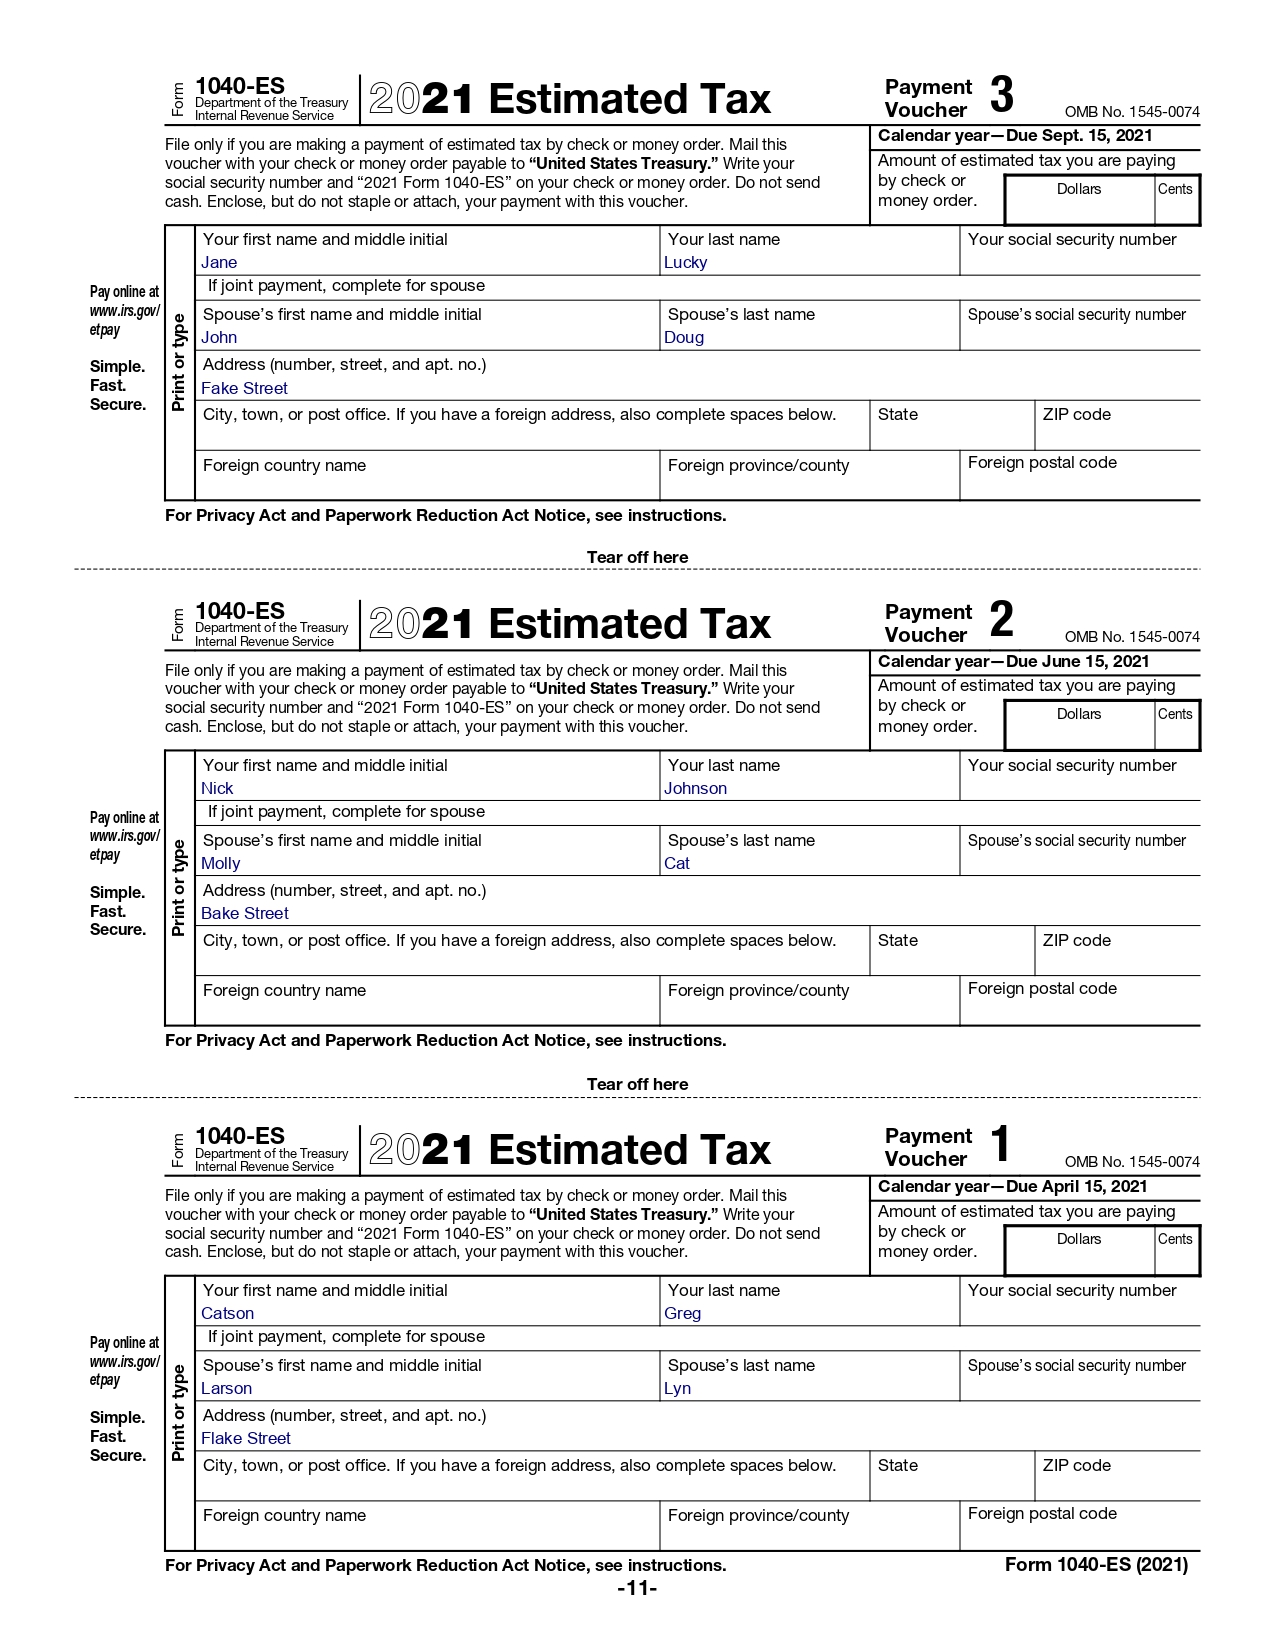 Form 1040-ES
Department of the Treasury
Internal Revenue Service
2021 Estimated Tax
Payment Voucher 3
OMB No. 1545-0074
File only if you are making a payment of estimated tax by check or money order. Mail this
voucher with your check or money order payable to “United States Treasury.” Write your
social security number and “2021 Form 1040-ES” on your check or money order. Do not send
cash. Enclose, but do not staple or attach, your payment with this voucher.
Calendar year—Due Sept. 15, 2021
Amount of estimated tax you are paying
by check or
money order.
Dollars Cents
Pay online at
www.irs.gov/
etpay
Simple.
Fast.
Secure.
Print or type
Your first name and middle initial Your last name Your social security number
Jane Lucky
If joint payment, complete for spouse
Spouse’s first name and middle initial Spouse’s last name Spouse’s social security number
John Doug
Address (number, street, and apt. no.)
Fake Street
City, town, or post office. If you have a foreign address, also complete spaces below. State ZIP code
Foreign country name Foreign province/county Foreign postal code
For Privacy Act and Paperwork Reduction Act Notice, see instructions.
Tear off here
Form 1040-ES
Department of the Treasury
Internal Revenue Service
2021 Estimated Tax
Payment Voucher 2
OMB No. 1545-0074
File only if you are making a payment of estimated tax by check or money order. Mail this
voucher with your check or money order payable to “United States Treasury.” Write your
social security number and “2021 Form 1040-ES” on your check or money order. Do not send
cash. Enclose, but do not staple or attach, your payment with this voucher.
Calendar year—Due June 15, 2021
Amount of estimated tax you are paying
by check or
money order.
Dollars Cents
Pay online at
www.irs.gov/
etpay
Simple.
Fast.
Secure.
Print or type
Your first name and middle initial Your last name Your social security number
Nick Johnson
If joint payment, complete for spouse
Spouse’s first name and middle initial Spouse’s last name Spouse’s social security number
Molly Cat
Address (number, street, and apt. no.)
Bake Street
City, town, or post office. If you have a foreign address, also complete spaces below. State ZIP code
Foreign country name Foreign province/county Foreign postal code
For Privacy Act and Paperwork Reduction Act Notice, see instructions.
Tear off here
Form 1040-ES
Department of the Treasury
Internal Revenue Service
2021 Estimated Tax
Payment Voucher 1
OMB No. 1545-0074
File only if you are making a payment of estimated tax by check or money order. Mail this
voucher with your check or money order payable to “United States Treasury.” Write your
social security number and “2021 Form 1040-ES” on your check or money order. Do not send
cash. Enclose, but do not staple or attach, your payment with this voucher.
Calendar year—Due April 15, 2021
Amount of estimated tax you are paying
by check or
money order.
Dollars Cents
Pay online at
www.irs.gov/
etpay
Simple.
Fast.
Secure.
Print or type
Your first name and middle initial Your last name Your social security number
Catson Greg
If joint payment, complete for spouse
Spouse’s first name and middle initial Spouse’s last name Spouse’s social security number
Larson Lyn
Address (number, street, and apt. no.)
Flake Street
City, town, or post office. If you have a foreign address, also complete spaces below. State ZIP code
Foreign country name Foreign province/county Foreign postal code
For Privacy Act and Paperwork Reduction Act Notice, see instructions. Form 1040-ES (2021)
-11-